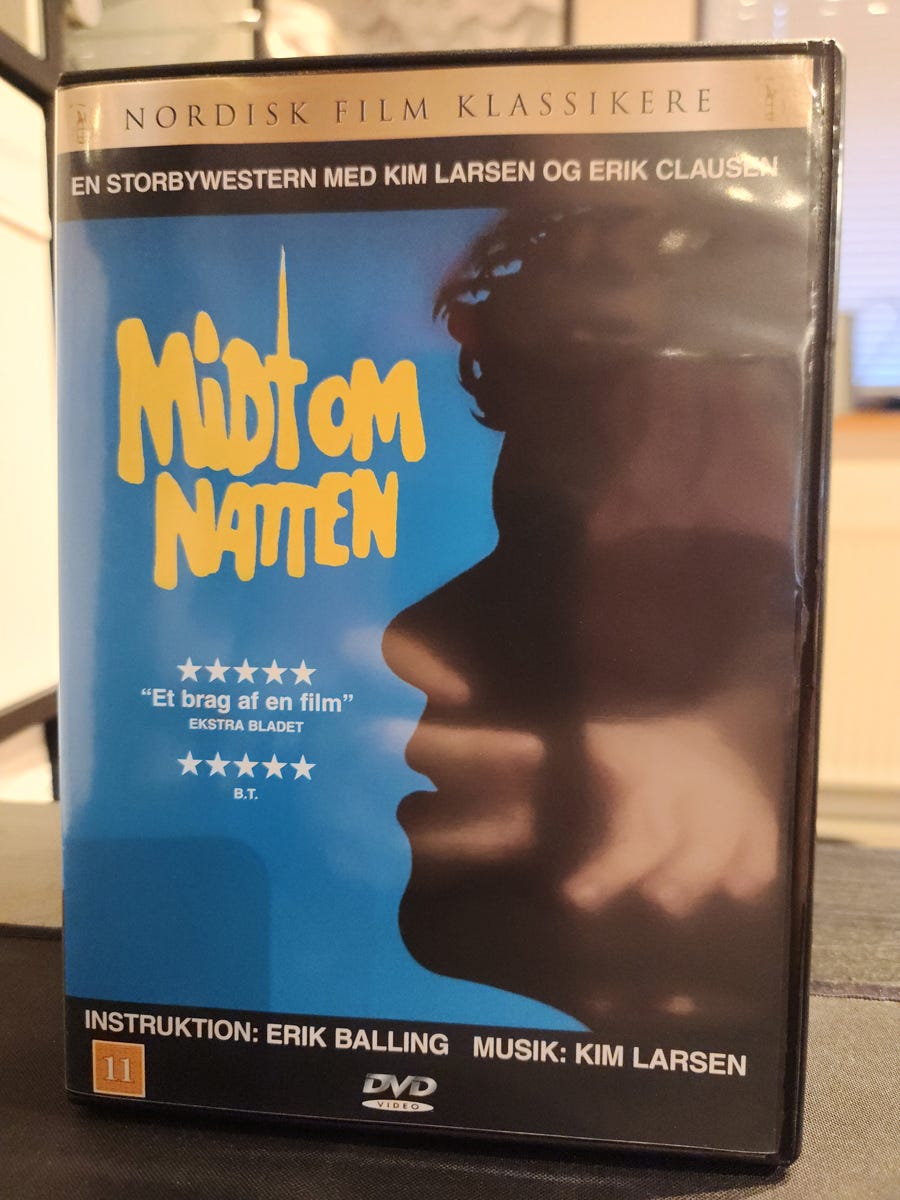 NORDISK FILM KLASSIKERE
EN STORBYWESTERN MED KIM LARSEN OG ERIK CLAUSEN
MiDT OM
NATTEN
★★★★★
“Et brag af en film”
EKSTRA BLADET
★★★★★
B.T.
INSTRUKTION: ERIK BALLING MUSIK: KIM LARSEN
11
DVD
VIDEO